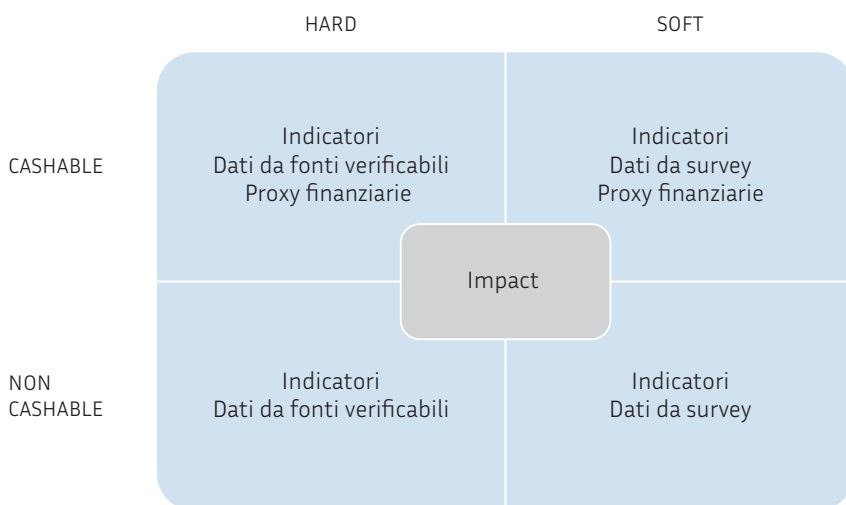 HARD
SOFT
CASHABLE
Indicatori
Dati da fonti verificabili
Proxy finanziarie
Indicatori
Dati da survey
Proxy finanziarie
Impact
NON
CASHABLE
Indicatori
Dati da fonti verificabili
Indicatori
Dati da survey